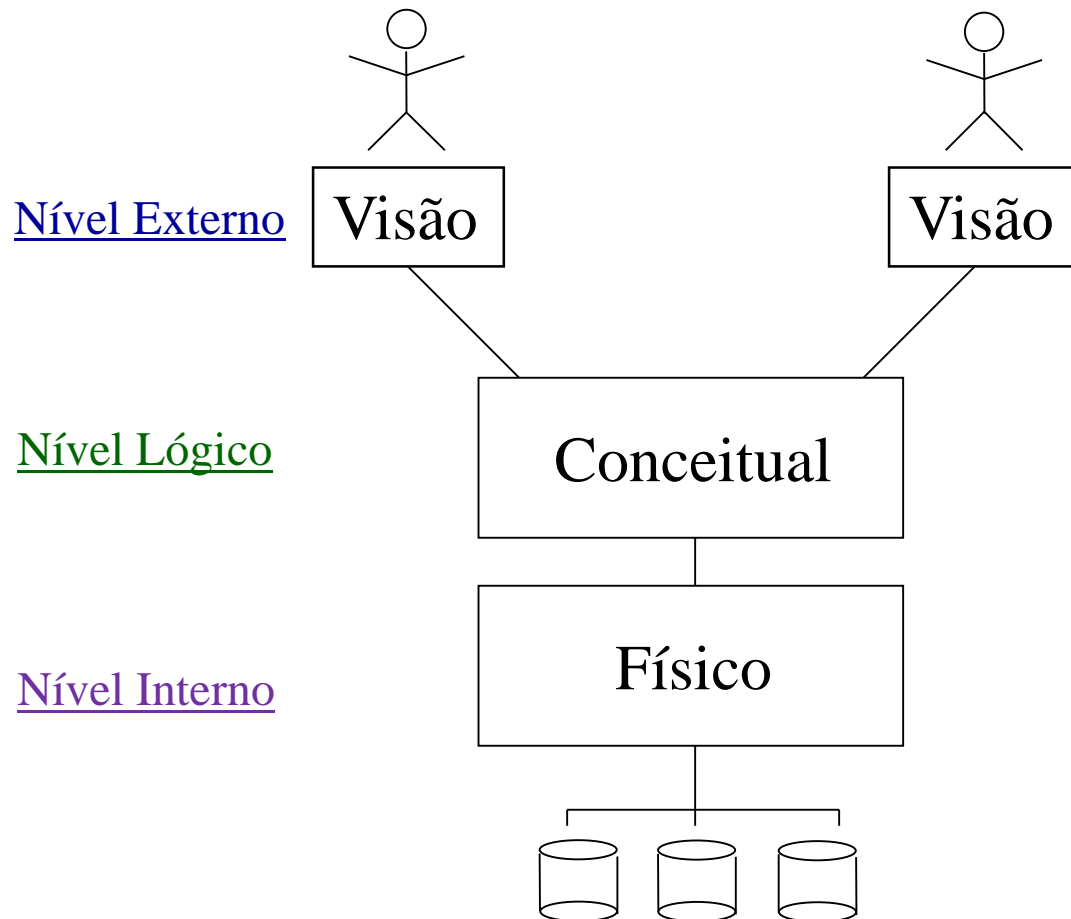 Nível Externo
Visão
Visão
Nível Lógico
Conceitual
Nível Interno
Físico